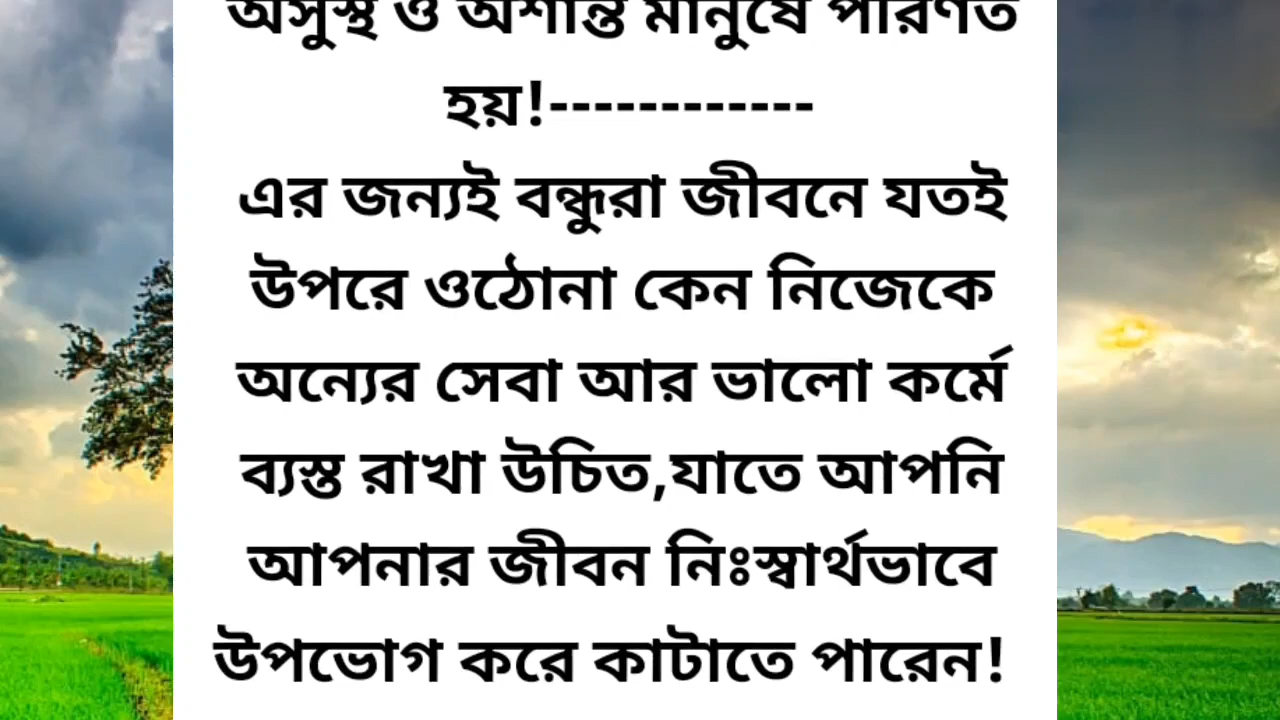 অসুস্থ ও অশান্ত মানুষে পরিণত
হয়!------------
এর জন্যই বন্ধুরা জীবনে যতই
উপরে ওঠোনা কেন নিজেকে
অন্যের সেবা আর ভালো কর্মে
ব্যস্ত রাখা উচিত,যাতে আপনি
আপনার জীবন নিঃস্বার্থভাবে
উপভোগ করে কাটাতে পারেন!